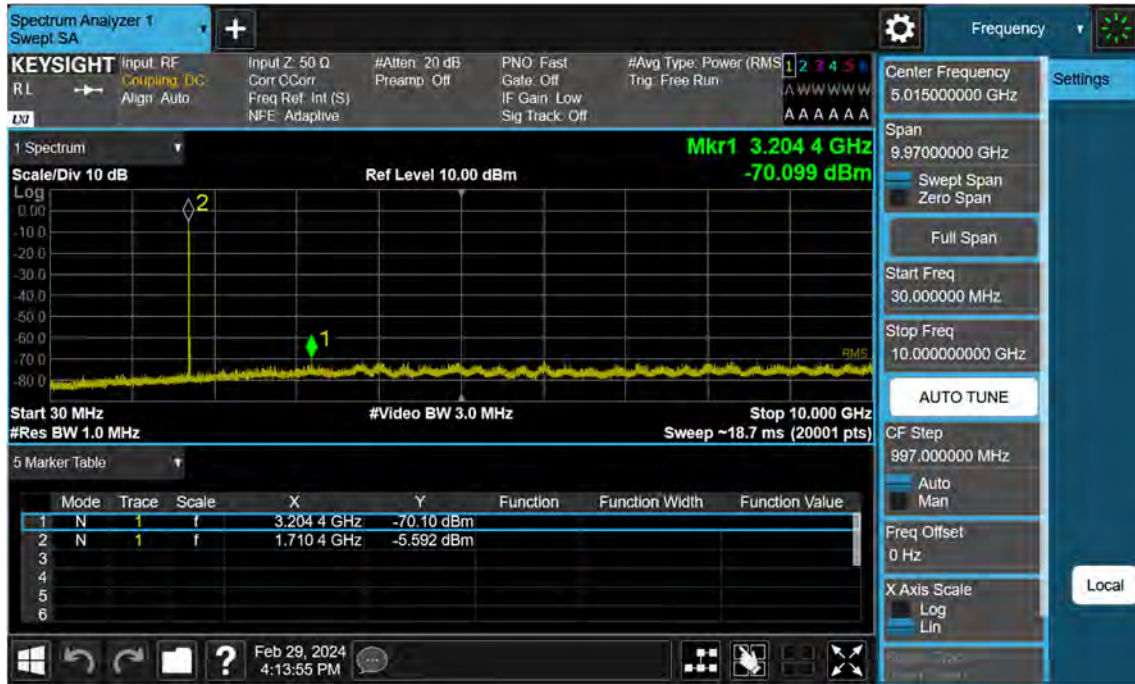 Spectrum Analyzer 1
Swept SA
Frequency
KEYSIGHT
RL
LXI
Input: RF
Coupling: DC
Align: Auto
Input Z: 50 Ω
Corr CCorr
Freq Ref: Int (S)
NFE: Adaptive
#Atten: 20 dB
Preamp: Off
PNO: Fast
Gate: Off
IF Gain: Low
Sig Track: Off
#Avg Type: Power (RMS
Trig: Free Run
1 2 3 4 5 6
A W W W W W
A A A A A A
1 Spectrum
Scale/Div 10 dB
Ref Level 10.00 dBm
Mkr1 3.204 4 GHz
-70.099 dBm
Log
0.00
-10.0
-20.0
-30.0
-40.0
-50.0
-60.0
-70.0
-80.0
2
1
RMS
Start 30 MHz
#Video BW 3.0 MHz
Stop 10.000 GHz
#Res BW 1.0 MHz
Sweep ~18.7 ms (20001 pts)
5 Marker Table
Mode Trace Scale X Y Function Function Width Function Value
1 N 1 f 3.204 4 GHz -70.10 dBm
2 N 1 f 1.710 4 GHz -5.592 dBm
3
4
5
6
Feb 29, 2024
4:13:55 PM
Center Frequency
5.015000000 GHz
Span
9.97000000 GHz
Swept Span
Zero Span
Full Span
Start Freq
30.000000 MHz
Stop Freq
10.000000000 GHz
AUTO TUNE
CF Step
997.000000 MHz
Auto
Man
Freq Offset
0 Hz
X Axis Scale
Log
Lin
Settings
Local